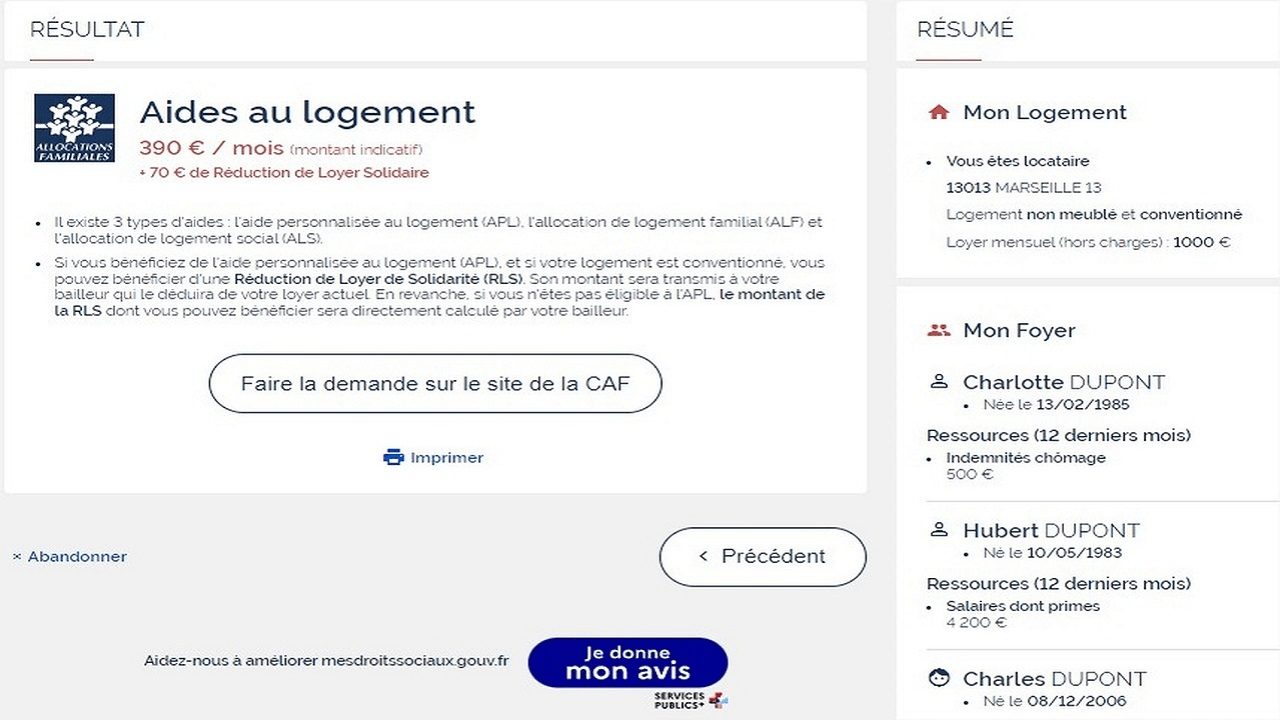 RÉSULTAT
Aides au logement
ALLOCATIONS
FAMILIALES
390 € / mois (montant indicatif)
+ 70 € de Réduction de Loyer Solidaire
• Il existe 3 types d'aides : l'aide personnalisée au logement (APL), l'allocation de logement familial (ALF) et
l'allocation de logement social (ALS).
• Si vous bénéficiez de l'aide personnalisée au logement (APL), et si votre logement est conventionné, vous
pouvez bénéficier d'une Réduction de Loyer de Solidarité (RLS). Son montant sera transmis à votre
bailleur qui le déduira de votre loyer actuel. En revanche, si vous n'êtes pas éligible à l'APL, le montant de
la RLS dont vous pouvez bénéficier sera directement calculé par votre bailleur.
Faire la demande sur le site de la CAF
Imprimer
× Abandonner
< Précédent
Aidez-nous à améliorer mesdroitssociaux.gouv.fr
Je donne
mon avis
SERVICES
PUBLICS+
RÉSUMÉ
Mon Logement
• Vous êtes locataire
13013 MARSEILLE 13
Logement non meublé et conventionné
Loyer mensuel (hors charges) : 1000 €
Mon Foyer
Charlotte DUPONT
• Née le 13/02/1985
Ressources (12 derniers mois)
• Indemnités chômage
500 €
Hubert DUPONT
• Né le 10/05/1983
Ressources (12 derniers mois)
• Salaires dont primes
4 200 €
Charles DUPONT
• Né le 08/12/2006